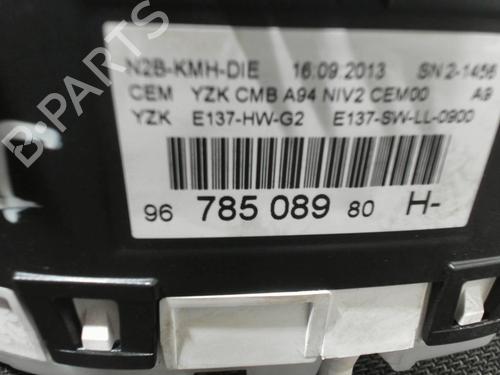 B-PARTS
N2B-KMH-DIE 16.09.2013 SN 2-1456
CEM YZK CMB A94 NIV2 CEM00 A9
YZK E137-HW-G2 E137-SW-LL-0900
96 785 089 80 H-